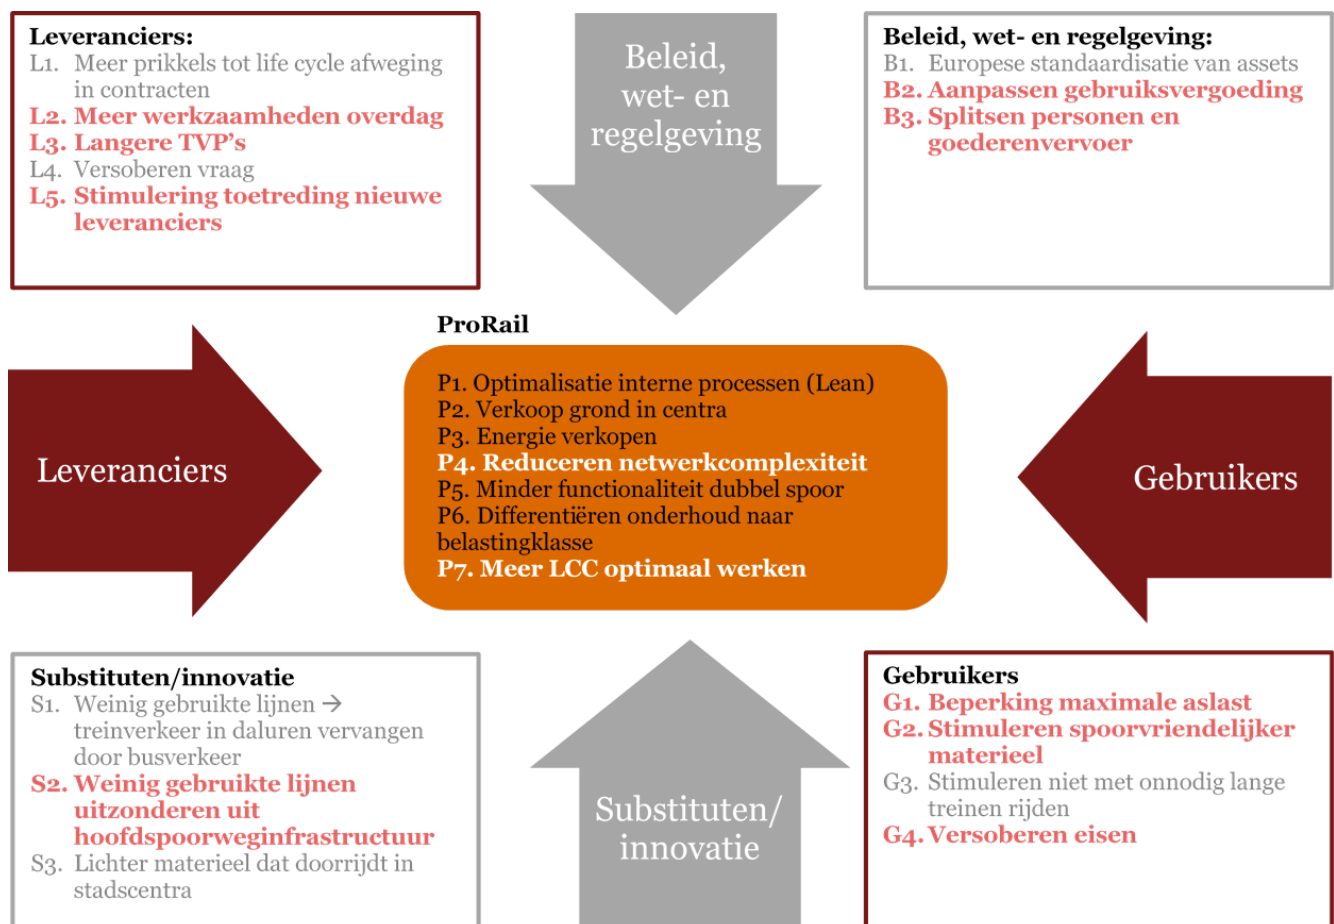 Leveranciers:
L1. Meer prikkels tot life cycle afweging
in contracten
L2. Meer werkzaamheden overdag
L3. Langere TVP's
L4. Versoberen vraag
L5. Stimulering toetreding nieuwe
leveranciers
Beleid,
wet- en
regelgeving
Beleid, wet- en regelgeving:
B1. Europese standaardisatie van assets
B2. Aanpassen gebruiksvergoeding
B3. Splitsen personen en
goederenvervoer
Leveranciers
ProRail
P1. Optimalisatie interne processen (Lean)
P2. Verkoop grond in centra
P3. Energie verkopen
P4. Reduceren netwerkcomplexiteit
P5. Minder functionaliteit dubbel spoor
P6. Differentiëren onderhoud naar
belastingklasse
P7. Meer LCC optimaal werken
Gebruikers
Substituten/innovatie
S1. Weinig gebruikte lijnen →
treinverkeer in daluren vervangen
door busverkeer
S2. Weinig gebruikte lijnen
uitzonderen uit
hoofdspoorweginfrastructuur
S3. Lichter materieel dat doorrijdt in
stadscentra
Substituten/
innovatie
Gebruikers
G1. Beperking maximale aslast
G2. Stimuleren spoorvriendelijker
materieel
G3. Stimuleren niet met onnodig lange
treinen rijden
G4. Versoberen eisen